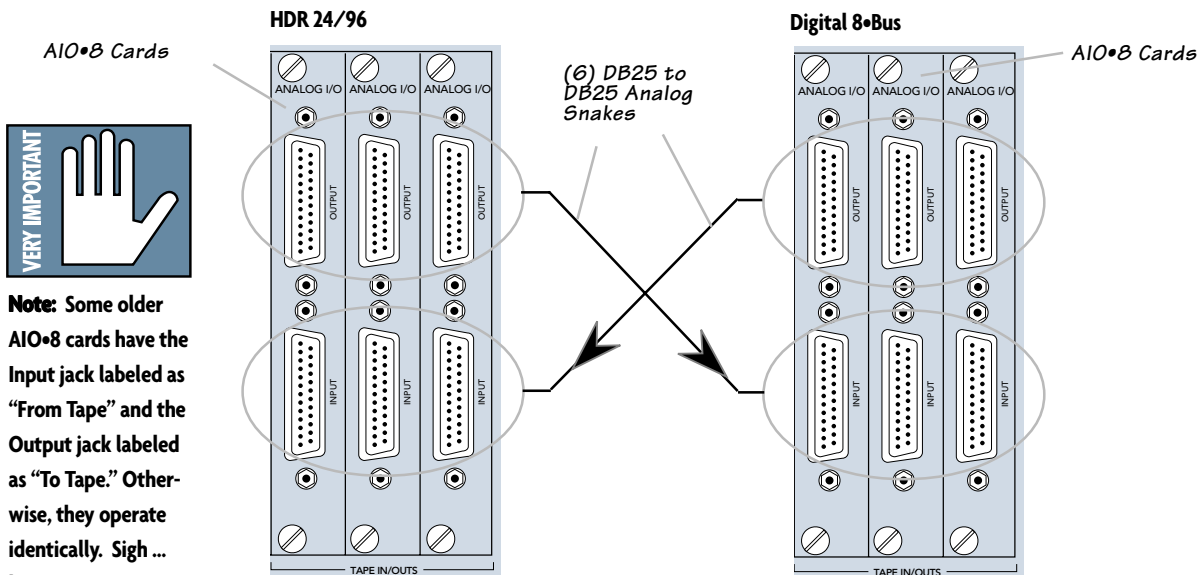 HDR 24/96
Digital 8•Bus
AIO•8 Cards
AIO•8 Cards
(6) DB25 to
DB25 Analog
Snakes
ANALOG I/O
ANALOG I/O
ANALOG I/O
OUTPUT
OUTPUT
OUTPUT
INPUT
INPUT
INPUT
TAPE IN/OUTS
ANALOG I/O
ANALOG I/O
ANALOG I/O
OUTPUT
OUTPUT
OUTPUT
INPUT
INPUT
INPUT
TAPE IN/OUTS
VERY IMPORTANT
Note: Some older
AIO•8 cards have the
Input jack labeled as
“From Tape” and the
Output jack labeled
as “To Tape.” Other-
wise, they operate
identically. Sigh ...